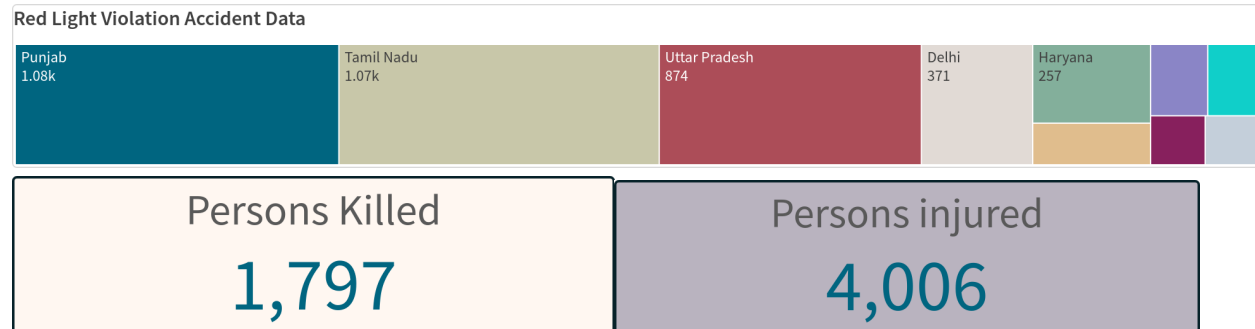 Red Light Violation Accident Data
Punjab
1.08k
Tamil Nadu
1.07k
Uttar Pradesh
874
Delhi
371
Haryana
257
Persons Killed
1,797
Persons injured
4,006